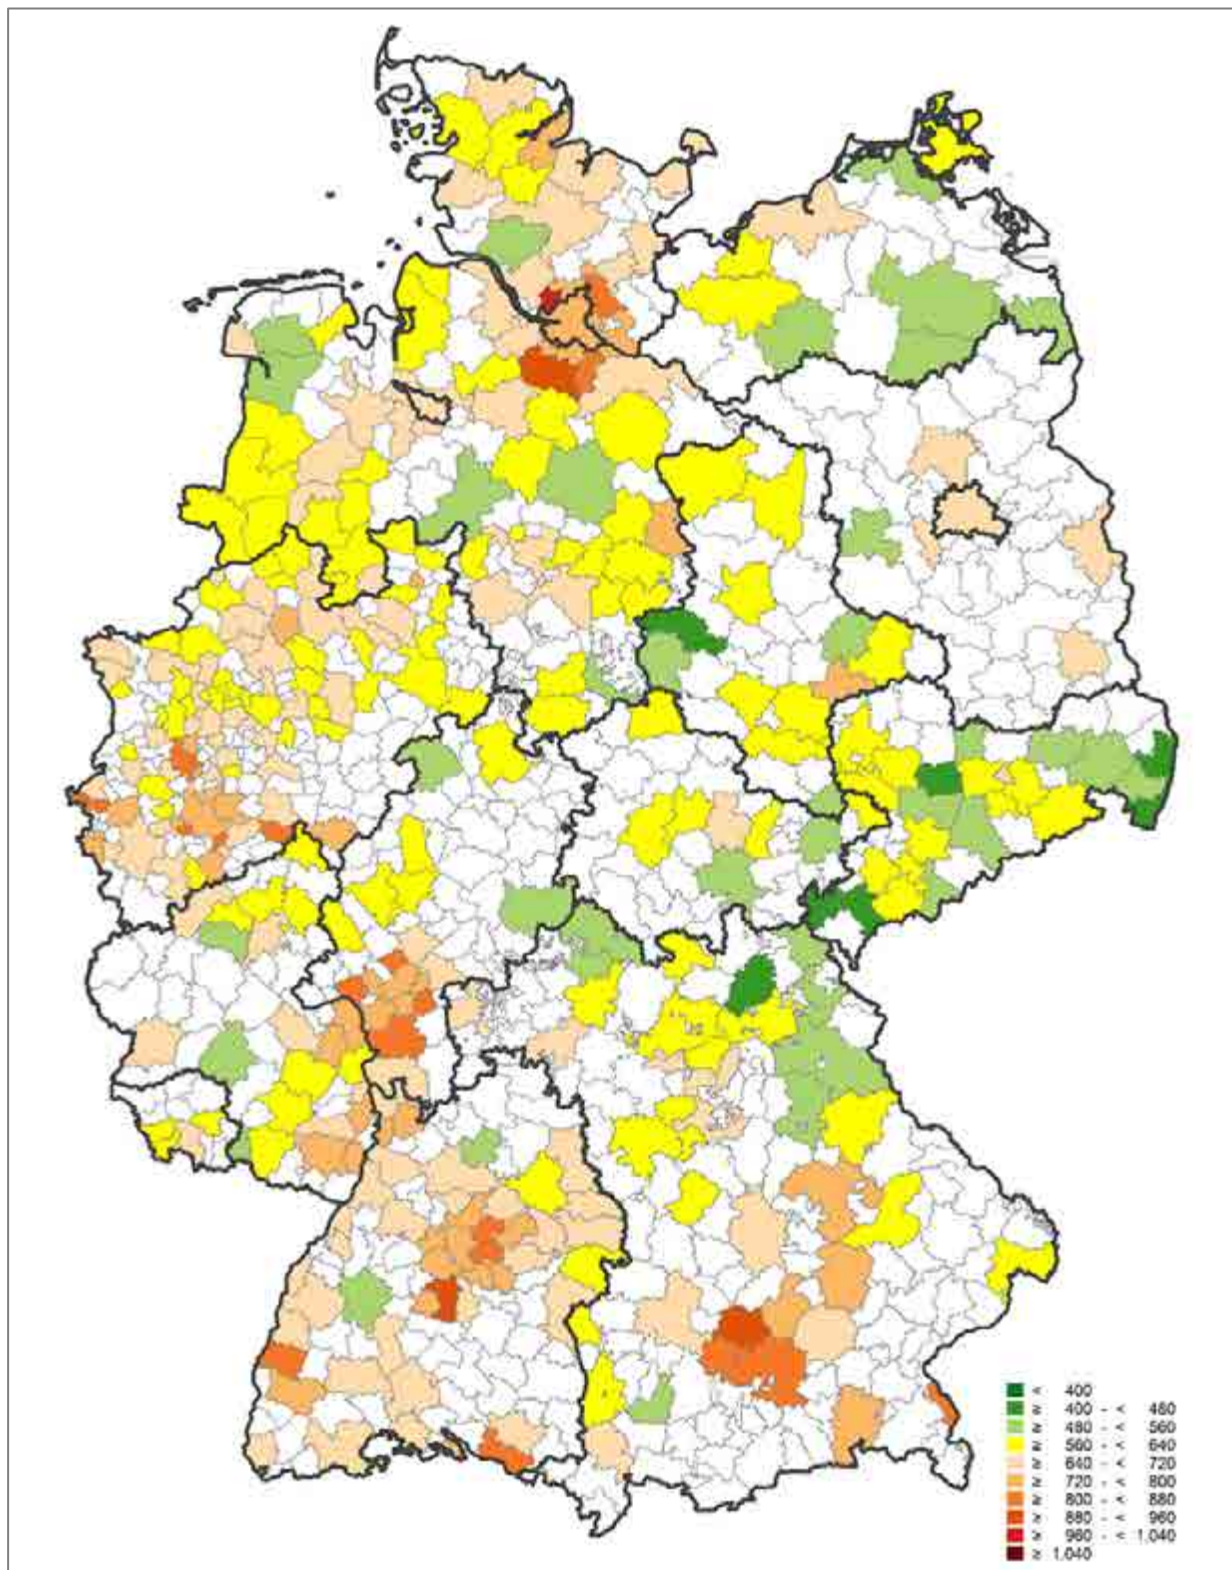 < 400
≥ 400 - < 480
≥ 480 - < 560
≥ 560 - < 640
≥ 640 - < 720
≥ 720 - < 800
≥ 800 - < 880
≥ 880 - < 960
≥ 960 - < 1.040
≥ 1.040